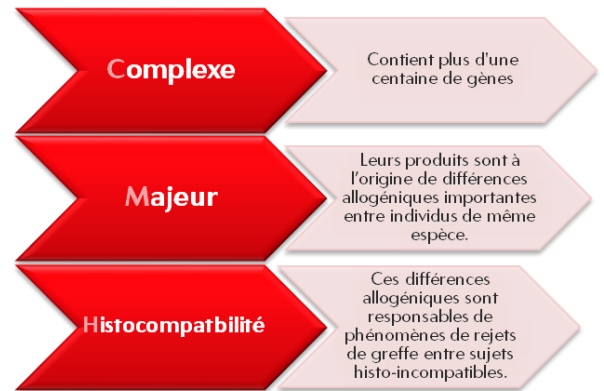 Complexe
Contient plus d'une
centaine de gènes
Majeur
Leurs produits sont à
l'origine de différences
allogéniques importantes
entre individus de même
espèce.
Histocompatbilité
Ces différences
allogéniques sont
responsables de
phénomènes de rejets
de greffe entre sujets
histo-incompatibles.